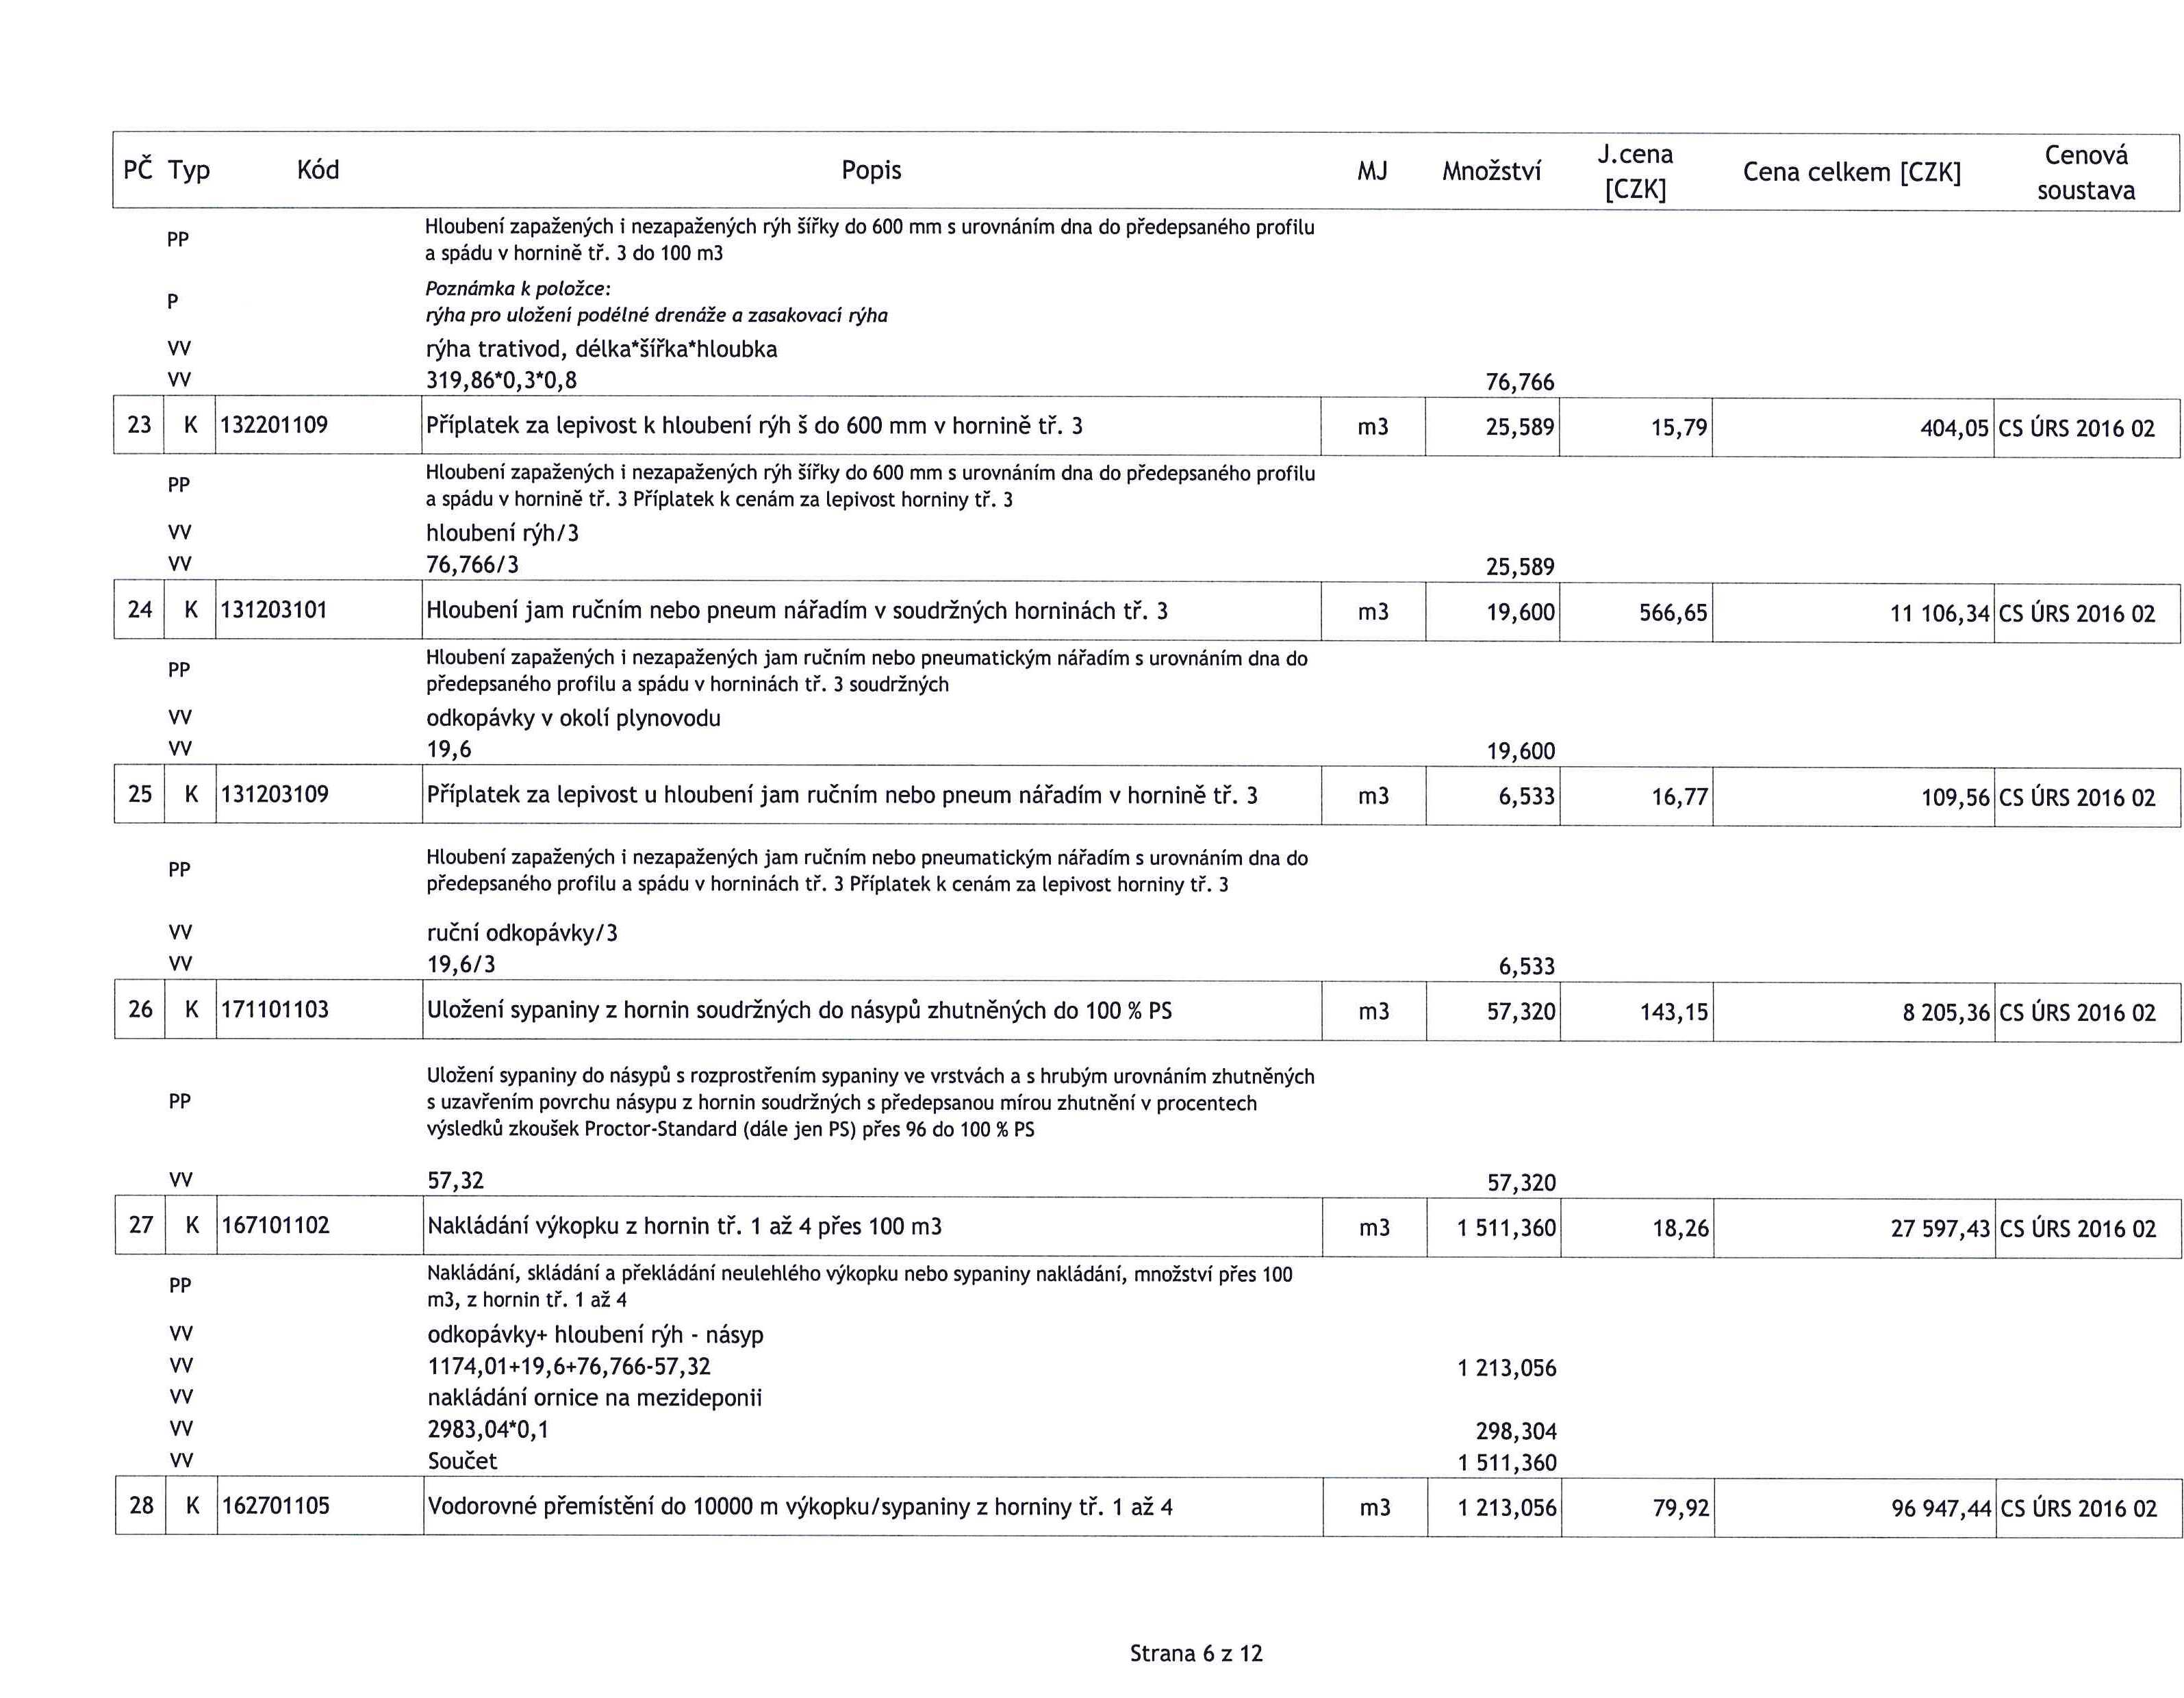 PČ Typ Kód Popis MJ Množství J.cena [CZK] Cena celkem [CZK] Cenová soustava
PP Hloubení zapažených i nezapažených rýh šířky do 600 mm s urovnáním dna do předepsaného profilu
a spádu v hornině tř. 3 do 100 m3
P Poznámka k položce:
rýha pro uložení podélné drenáže a zasakovací rýha
VV rýha trativod, délka*šířka*hloubka
VV 319,86*0,3*0,8 76,766
23 K 132201109 Příplatek za lepivost k hloubení rýh š do 600 mm v hornině tř. 3 m3 25,589 15,79 404,05 CS ÚRS 2016 02
PP Hloubení zapažených i nezapažených rýh šířky do 600 mm s urovnáním dna do předepsaného profilu
a spádu v hornině tř. 3 Příplatek k cenám za lepivost horniny tř. 3
VV hloubení rýh/3
VV 76,766/3 25,589
24 K 131203101 Hloubení jam ručním nebo pneum nářadím v soudržných horninách tř. 3 m3 19,600 566,65 11 106,34 CS ÚRS 2016 02
PP Hloubení zapažených i nezapažených jam ručním nebo pneumatickým nářadím s urovnáním dna do
předepsaného profilu a spádu v horninách tř. 3 soudržných
VV odkopávky v okolí plynovodu
VV 19,6 19,600
25 K 131203109 Příplatek za lepivost u hloubení jam ručním nebo pneum nářadím v hornině tř. 3 m3 6,533 16,77 109,56 CS ÚRS 2016 02
PP Hloubení zapažených i nezapažených jam ručním nebo pneumatickým nářadím s urovnáním dna do
předepsaného profilu a spádu v horninách tř. 3 Příplatek k cenám za lepivost horniny tř. 3
VV ruční odkopávky/3
VV 19,6/3 6,533
26 K 171101103 Uložení sypaniny z hornin soudržných do násypů zhutněných do 100 % PS m3 57,320 143,15 8 205,36 CS ÚRS 2016 02
Uložení sypaniny do násypů s rozprostřením sypaniny ve vrstvách a s hrubým urovnáním zhutněných
PP s uzavřením povrchu násypu z hornin soudržných s předepsanou mírou zhutnění v procentech
výsledků zkoušek Proctor-Standard (dále jen PS) přes 96 do 100 % PS
VV 57,32 57,320
27 K 167101102 Nakládání výkopku z hornin tř. 1 až 4 přes 100 m3 m3 1 511,360 18,26 27 597,43 CS ÚRS 2016 02
PP Nakládání, skládání a překládání neulehlého výkopku nebo sypaniny nakládání, množství přes 100
m3, z hornin tř. 1 až 4
VV odkopávky+ hloubení rýh - násyp
VV 1174,01+19,6+76,766-57,32 1 213,056
VV nakládání ornice na mezideponii
VV 2983,04*0,1 298,304
VV Součet 1 511,360
28 K 162701105 Vodorovné přemístění do 10000 m výkopku/sypaniny z horniny tř. 1 až 4 m3 1 213,056 79,92 96 947,44 CS ÚRS 2016 02
Strana 6 z 12